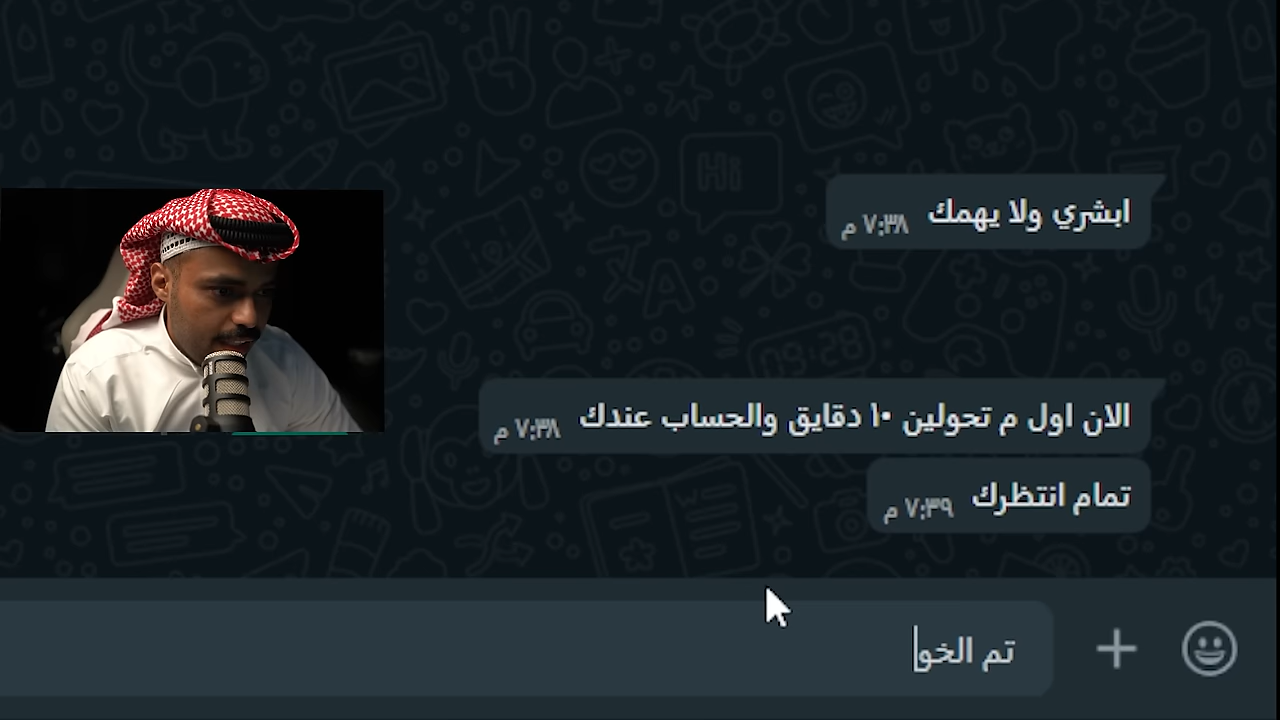 ابشري ولا يهمك ٧:٣٨ م
الان اول م تحولين ١٠ دقايق والحساب عندك ٧:٣٨ م
تمام انتظرك ٧:٣٩ م
تم الخو